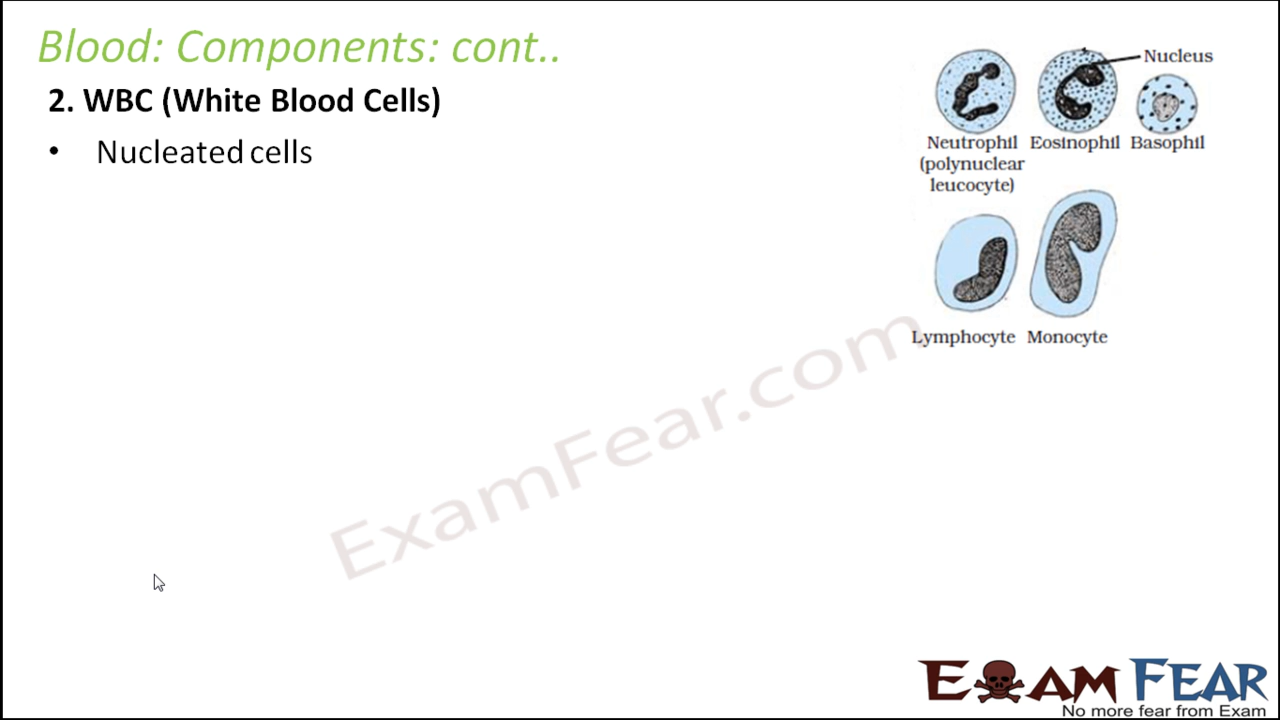 Blood: Components: cont..
2. WBC (White Blood Cells)
• Nucleated cells
Nucleus
Neutrophil Eosinophil Basophil
(polynuclear
leucocyte)
Lymphocyte Monocyte
ExamFear.com
EXAM FEAR
No more fear from Exam